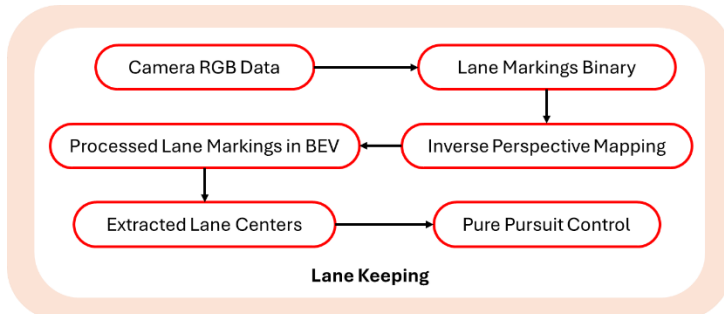 Camera RGB Data
Lane Markings Binary
Processed Lane Markings in BEV
Inverse Perspective Mapping
Extracted Lane Centers
Pure Pursuit Control
Lane Keeping